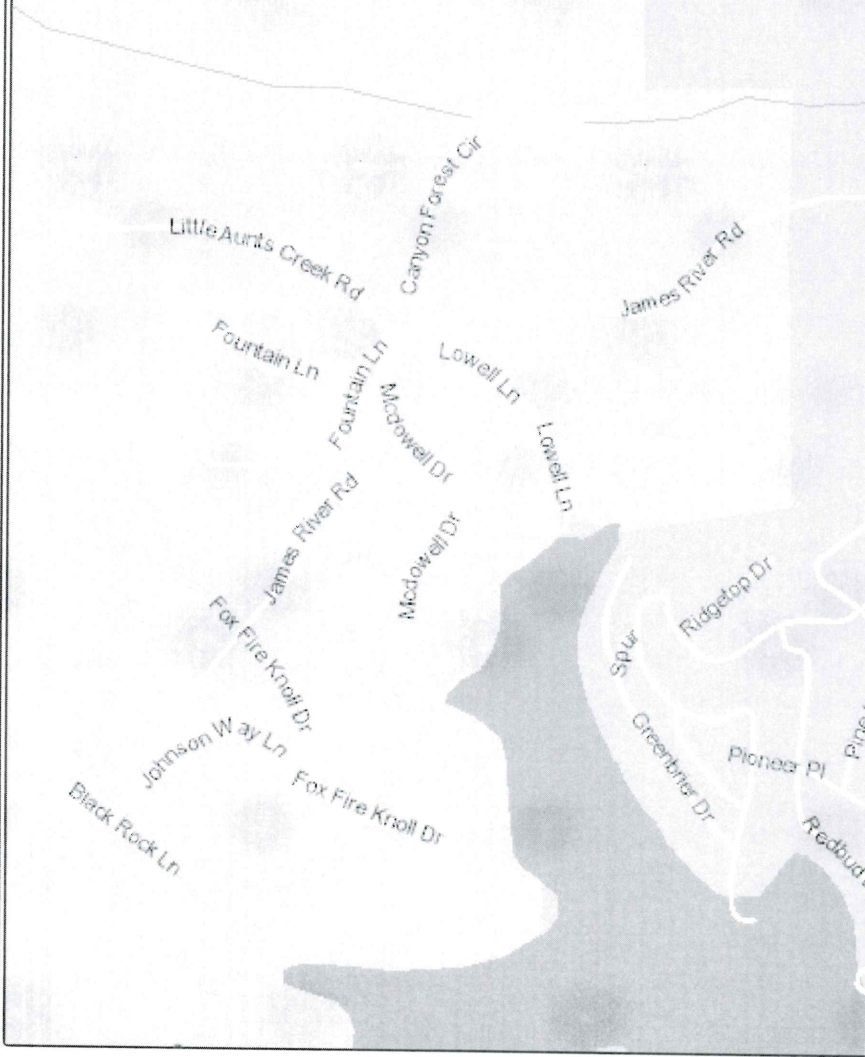 Canyon Forest Cir
Little Aunts Creek Rd
James River Rd
Fountain Ln
Fountain Ln
Lowell Ln
Mcdowell Dr
Lowell Ln
James River Rd
Mcdowell Dr
Ridgetop Dr
Fox Fire Knoll Dr
Spur
Johnson Way Ln
Greenbrier Dr
Pioneer Pl
Fox Fire Knoll Dr
Black Rock Ln
Redbud